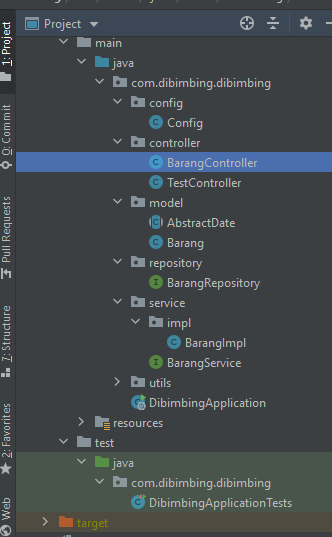 Project
main
java
com.dibimbing.dibimbing
config
Config
controller
BarangController
TestController
model
AbstractDate
Barang
repository
BarangRepository
service
impl
BarangImpl
BarangService
utils
DibimbingApplication
resources
test
java
com.dibimbing.dibimbing
DibimbingApplicationTests
target
1: Project
0: Commit
Pull Requests
7: Structure
2: Favorites
Web